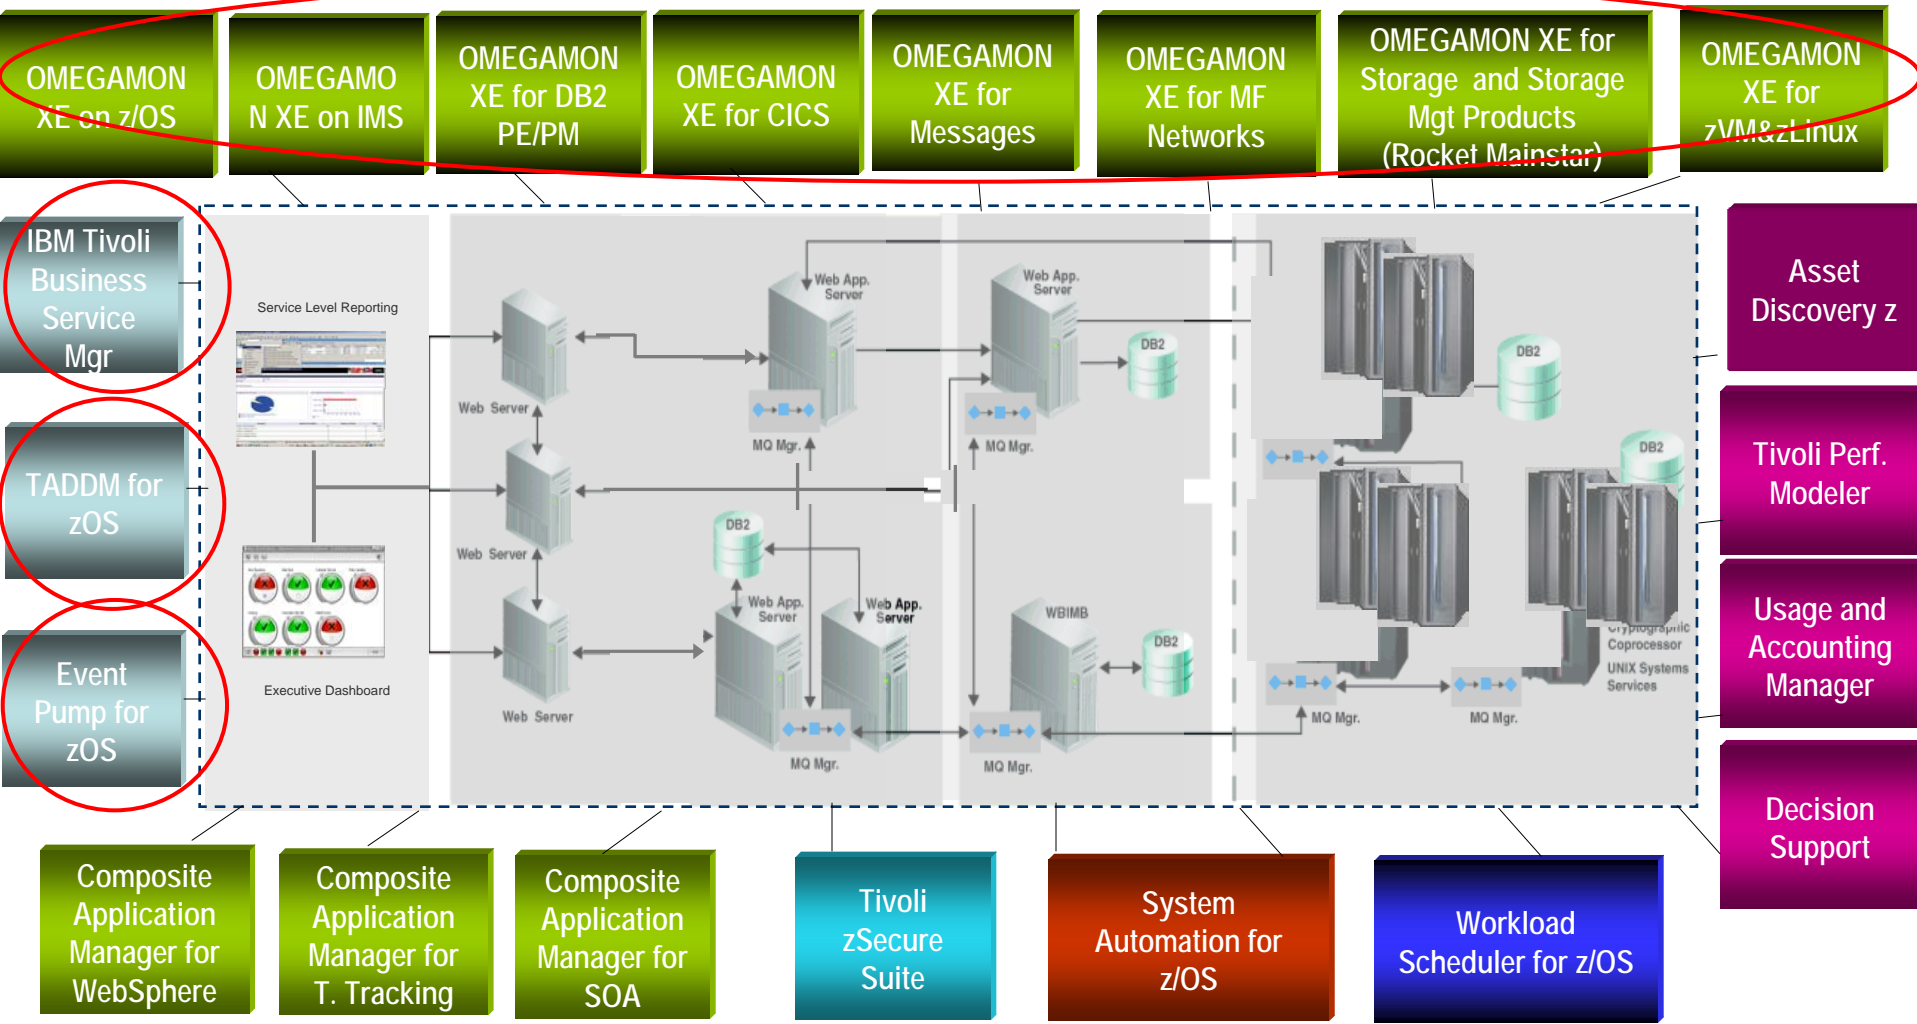 OMEGAMON
XE on z/OS
OMEGAMO
N XE on IMS
OMEGAMON
XE for DB2
PE/PM
OMEGAMON
XE for CICS
OMEGAMON
XE for
Messages
OMEGAMON
XE for MF
Networks
OMEGAMON XE for
Storage and Storage
Mgt Products
(Rocket Mainstar)
OMEGAMON
XE for
zVM&zLinux
IBM Tivoli
Business
Service
Mgr
TADDM for
zOS
Event
Pump for
zOS
Service Level Reporting
Executive Dashboard
Web Server
Web Server
Web Server
Web App.
Server
MQ Mgr.
Web App.
Server
DB2
MQ Mgr.
DB2
Web App.
Server
Web App.
Server
MQ Mgr.
WBIMB
DB2
MQ Mgr.
DB2
DB2
Cryptographic
Coprocessor
UNIX Systems
Services
MQ Mgr.
MQ Mgr.
Asset
Discovery z
Tivoli Perf.
Modeler
Usage and
Accounting
Manager
Decision
Support
Composite
Application
Manager for
WebSphere
Composite
Application
Manager for
T. Tracking
Composite
Application
Manager for
SOA
Tivoli
zSecure
Suite
System
Automation for
z/OS
Workload
Scheduler for z/OS